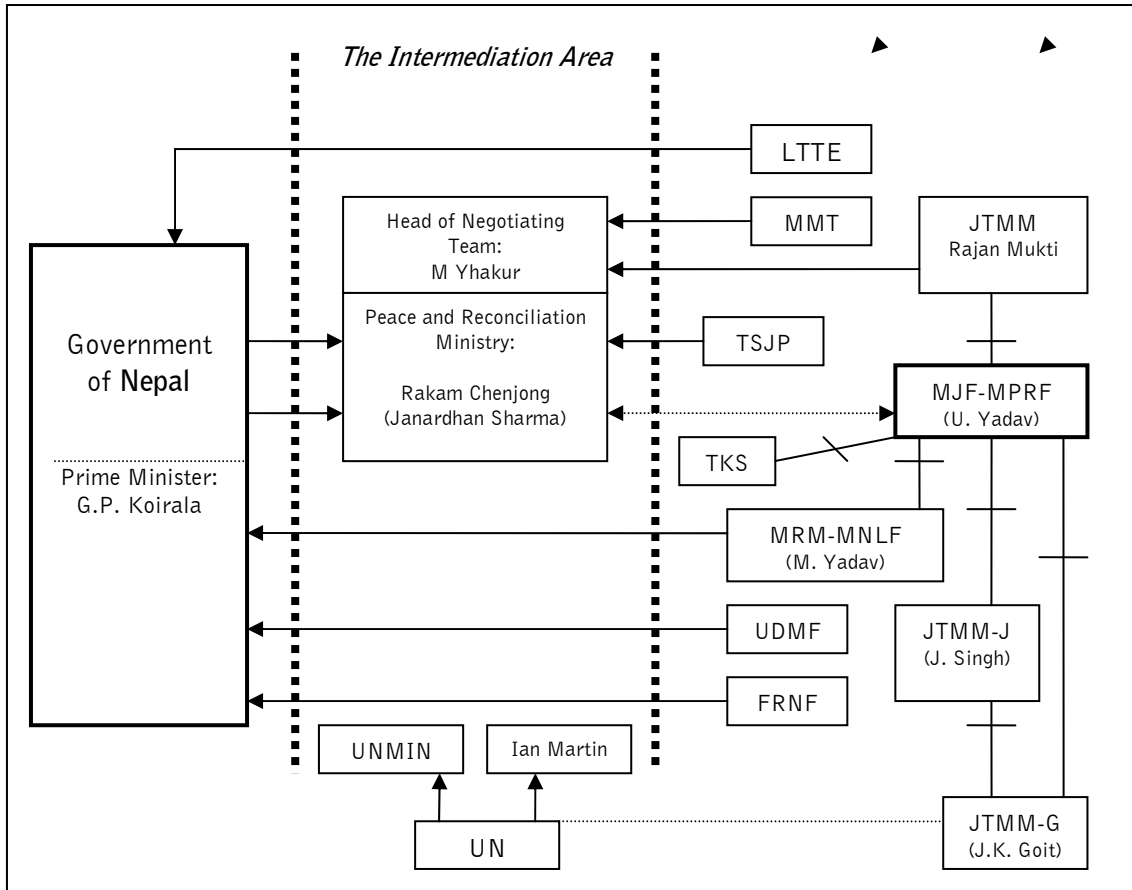 The Intermediation Area
LTTE
Head of Negotiating
Team:
M Yhakur
MMT
JTMM
Rajan Mukti
Government
of Nepal
Prime Minister:
G.P. Koirala
Peace and Reconciliation
Ministry:
Rakam Chenjong
(Janardhan Sharma)
TSJP
MJF-MPRF
(U. Yadav)
TKS
MRM-MNLF
(M. Yadav)
UDMF
JTMM-J
(J. Singh)
FRNF
UNMIN
Ian Martin
UN
JTMM-G
(J.K. Goit)